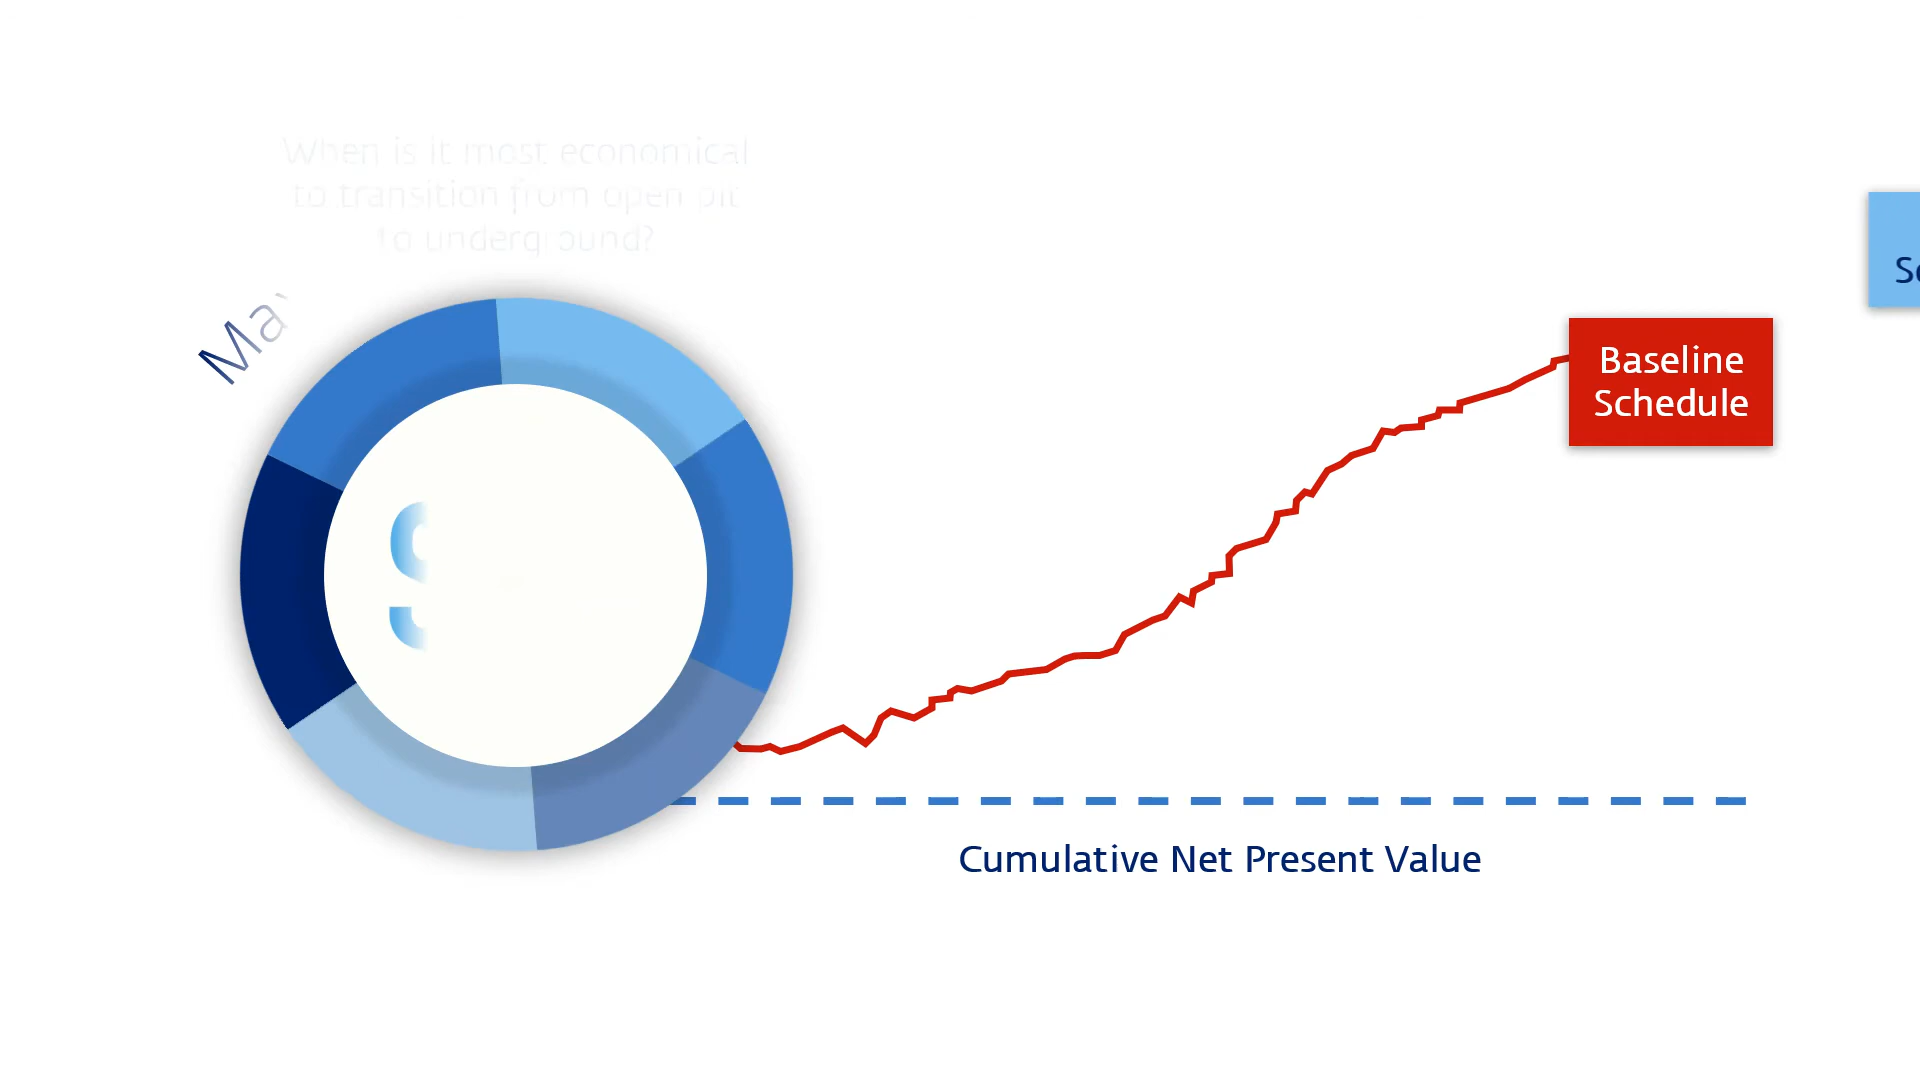 When is it most economical
to transition from open pit
to underground?
Baseline
Schedule
Cumulative Net Present Value